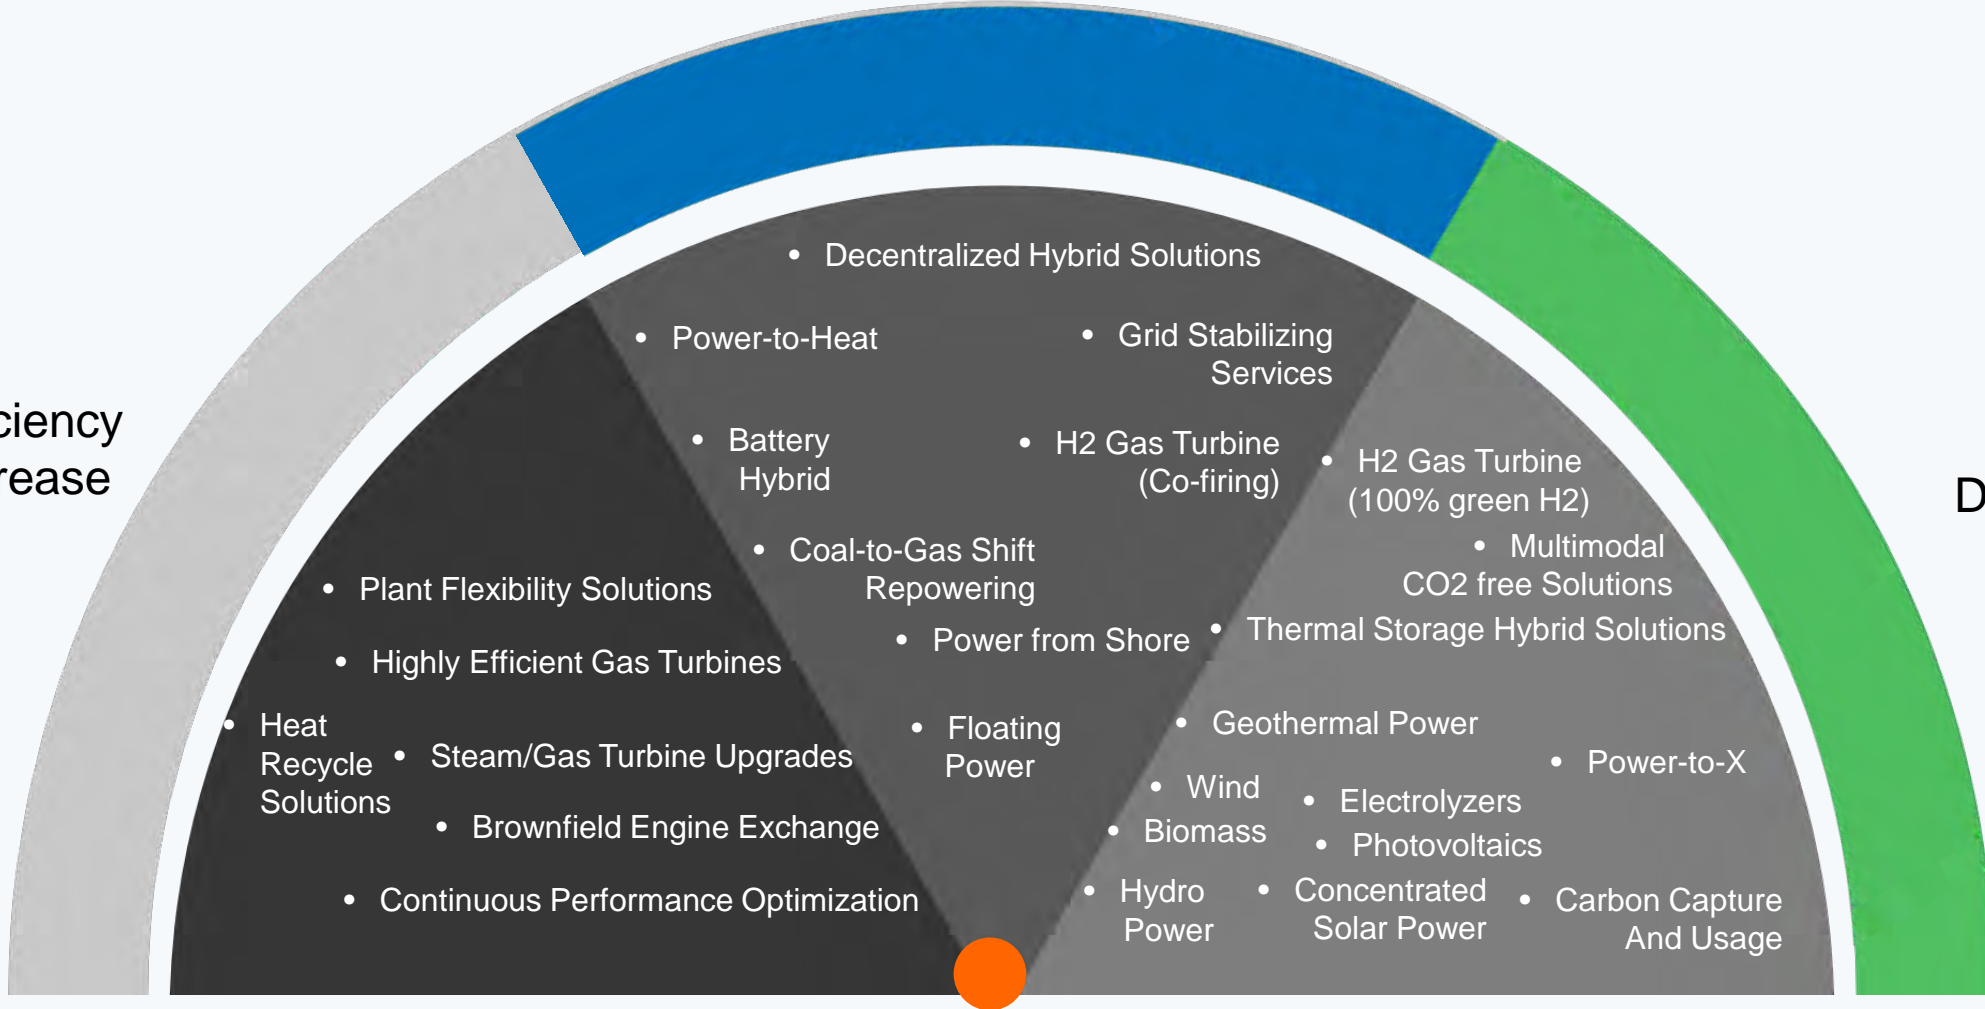 • Decentralized Hybrid Solutions
• Power-to-Heat
• Grid Stabilizing
Services
• Battery
Hybrid
• H2 Gas Turbine
(Co-firing)
• Coal-to-Gas Shift
Repowering
• Power from Shore
• Floating
Power
• Plant Flexibility Solutions
• Highly Efficient Gas Turbines
• Heat
Recycle
Solutions
• Steam/Gas Turbine Upgrades
• Brownfield Engine Exchange
• Continuous Performance Optimization
• H2 Gas Turbine
(100% green H2)
• Multimodal
CO2 free Solutions
• Thermal Storage Hybrid Solutions
• Geothermal Power
• Power-to-X
• Wind
• Electrolyzers
• Biomass
• Photovoltaics
• Hydro
Power
• Concentrated
Solar Power
• Carbon Capture
And Usage